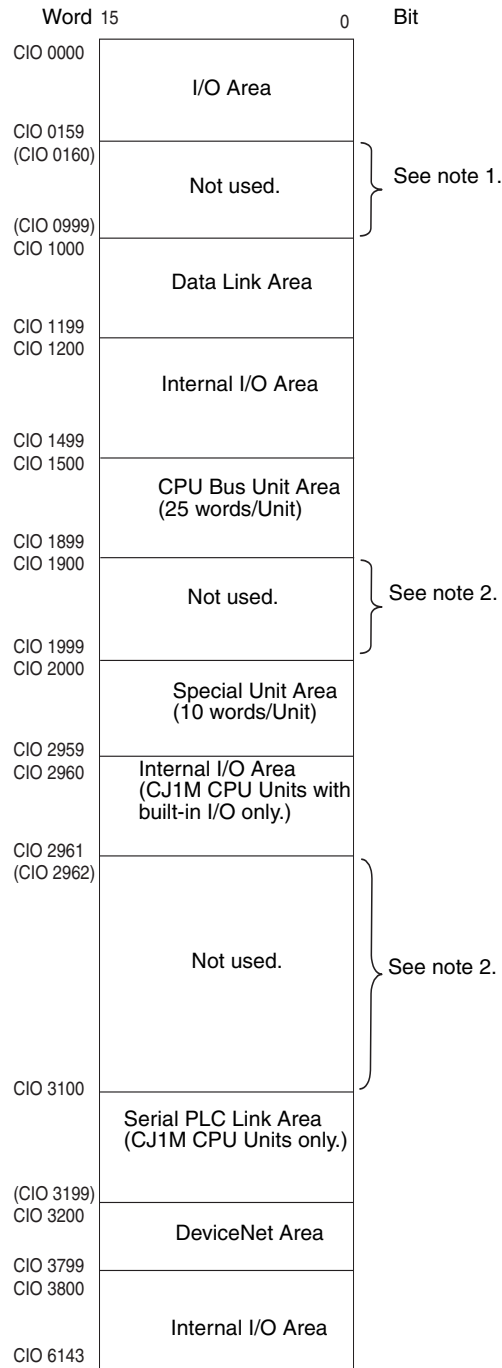 Word 15 0 Bit
CIO 0000
I/O Area
CIO 0159
(CIO 0160)
Not used.
See note 1.
(CIO 0999)
CIO 1000
Data Link Area
CIO 1199
CIO 1200
Internal I/O Area
CIO 1499
CIO 1500
CPU Bus Unit Area
(25 words/Unit)
CIO 1899
CIO 1900
Not used.
See note 2.
CIO 1999
CIO 2000
Special Unit Area
(10 words/Unit)
CIO 2959
CIO 2960
Internal I/O Area
(CJ1M CPU Units with
built-in I/O only.)
CIO 2961
(CIO 2962)
Not used.
See note 2.
CIO 3100
Serial PLC Link Area
(CJ1M CPU Units only.)
(CIO 3199)
CIO 3200
DeviceNet Area
CIO 3799
CIO 3800
Internal I/O Area
CIO 6143